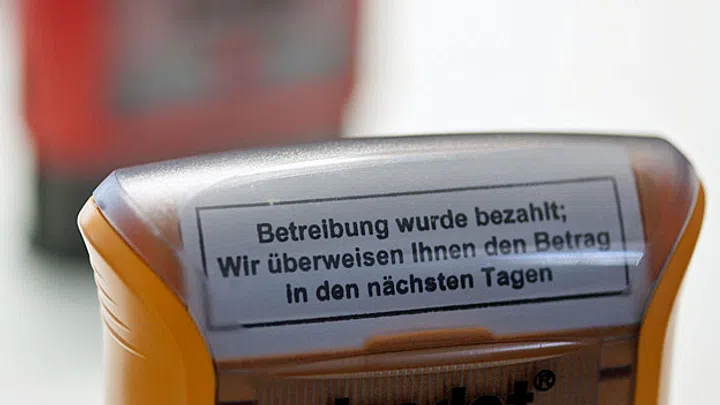 Betreibung wurde bezahlt;
Wir überweisen Ihnen den Betrag
in den nächsten Tagen